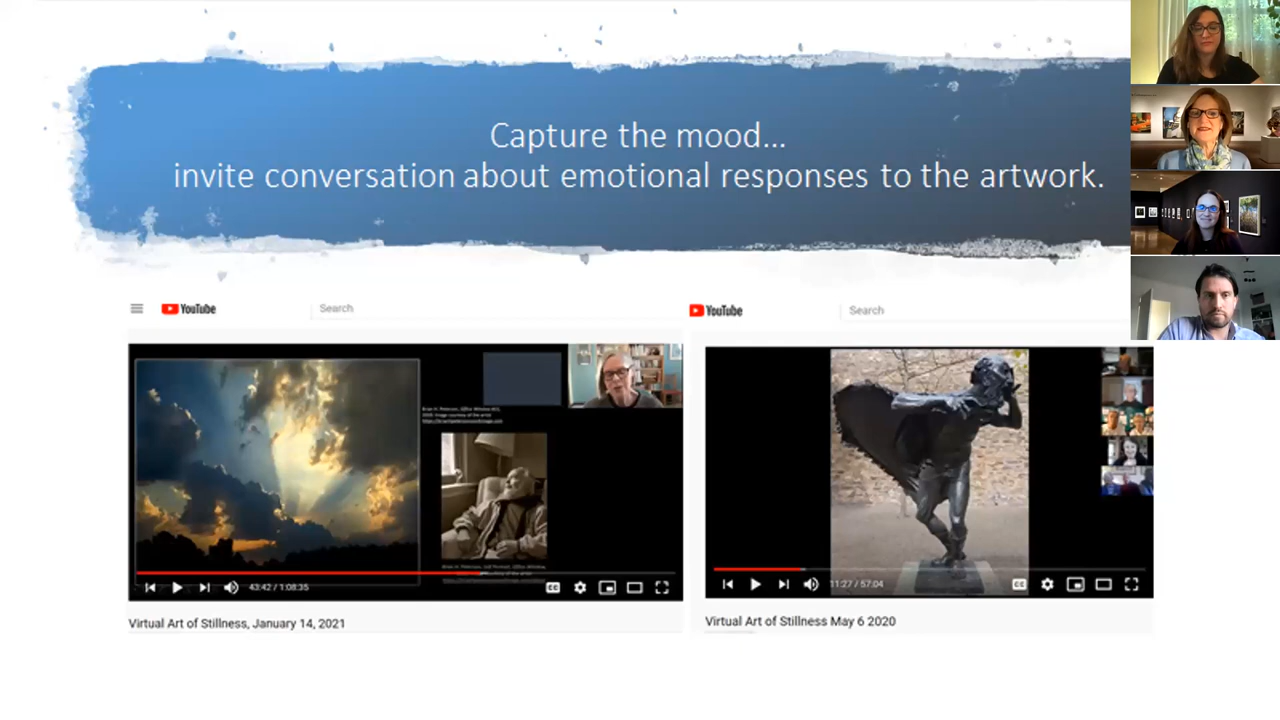 Capture the mood...
invite conversation about emotional responses to the artwork.
YouTube
Search
YouTube
Search
43:42 / 1:08:35
CC
11:27 / 57:04
CC
Virtual Art of Stillness, January 14, 2021
Virtual Art of Stillness May 6 2020